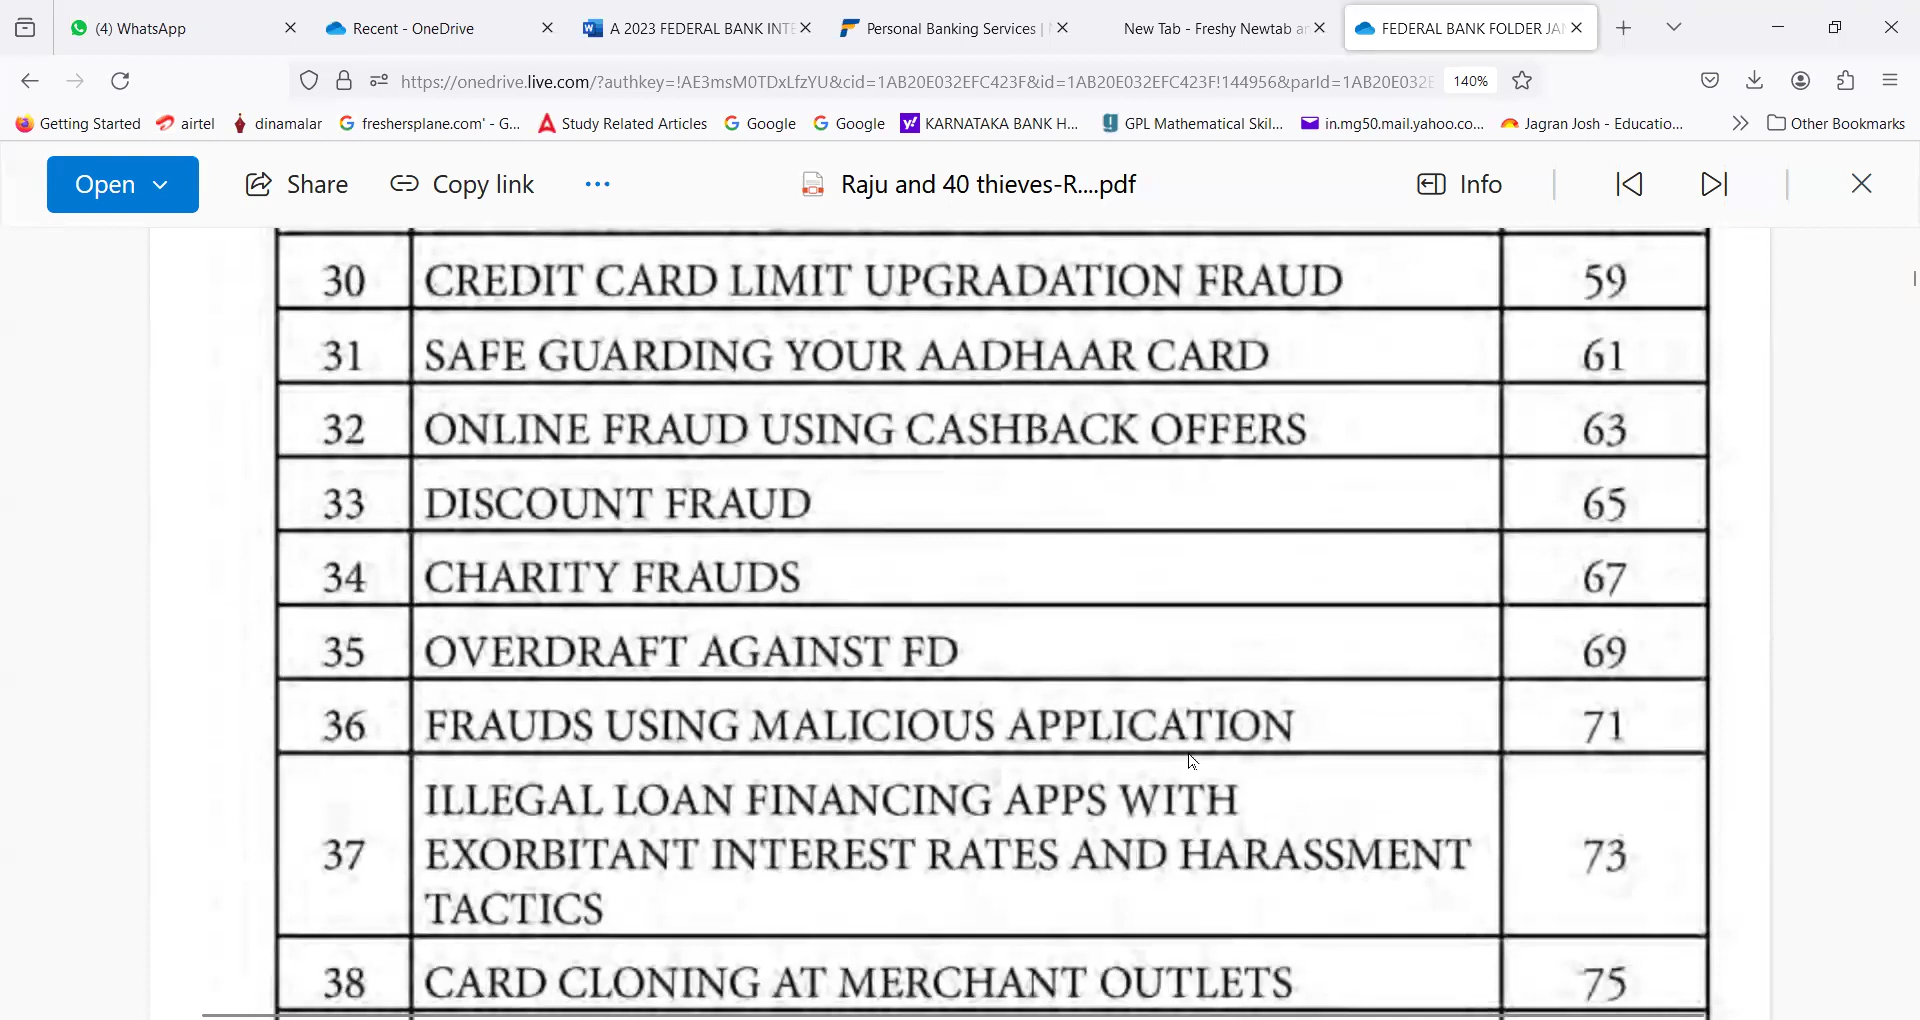 (4) WhatsApp
Recent - OneDrive
A 2023 FEDERAL BANK INTE
Personal Banking Services |
New Tab - Freshy Newtab an
FEDERAL BANK FOLDER JAN
https://onedrive.live.com/?authkey=!AE3msM0TDxLfzYU&cid=1AB20E032EFC423F&id=1AB20E032EFC423F!144956&parId=1AB20E032E
140%
Getting Started
airtel
dinamalar
freshersplane.com' - G...
Study Related Articles
Google
Google
KARNATAKA BANK H...
GPL Mathematical Skil...
in.mg50.mail.yahoo.co...
Jagran Josh - Educatio...
Other Bookmarks
Open
Share
Copy link
Raju and 40 thieves-R....pdf
Info
30 CREDIT CARD LIMIT UPGRADATION FRAUD 59
31 SAFE GUARDING YOUR AADHAAR CARD 61
32 ONLINE FRAUD USING CASHBACK OFFERS 63
33 DISCOUNT FRAUD 65
34 CHARITY FRAUDS 67
35 OVERDRAFT AGAINST FD 69
36 FRAUDS USING MALICIOUS APPLICATION 71
ILLEGAL LOAN FINANCING APPS WITH
37 EXORBITANT INTEREST RATES AND HARASSMENT 73
TACTICS
38 CARD CLONING AT MERCHANT OUTLETS 75